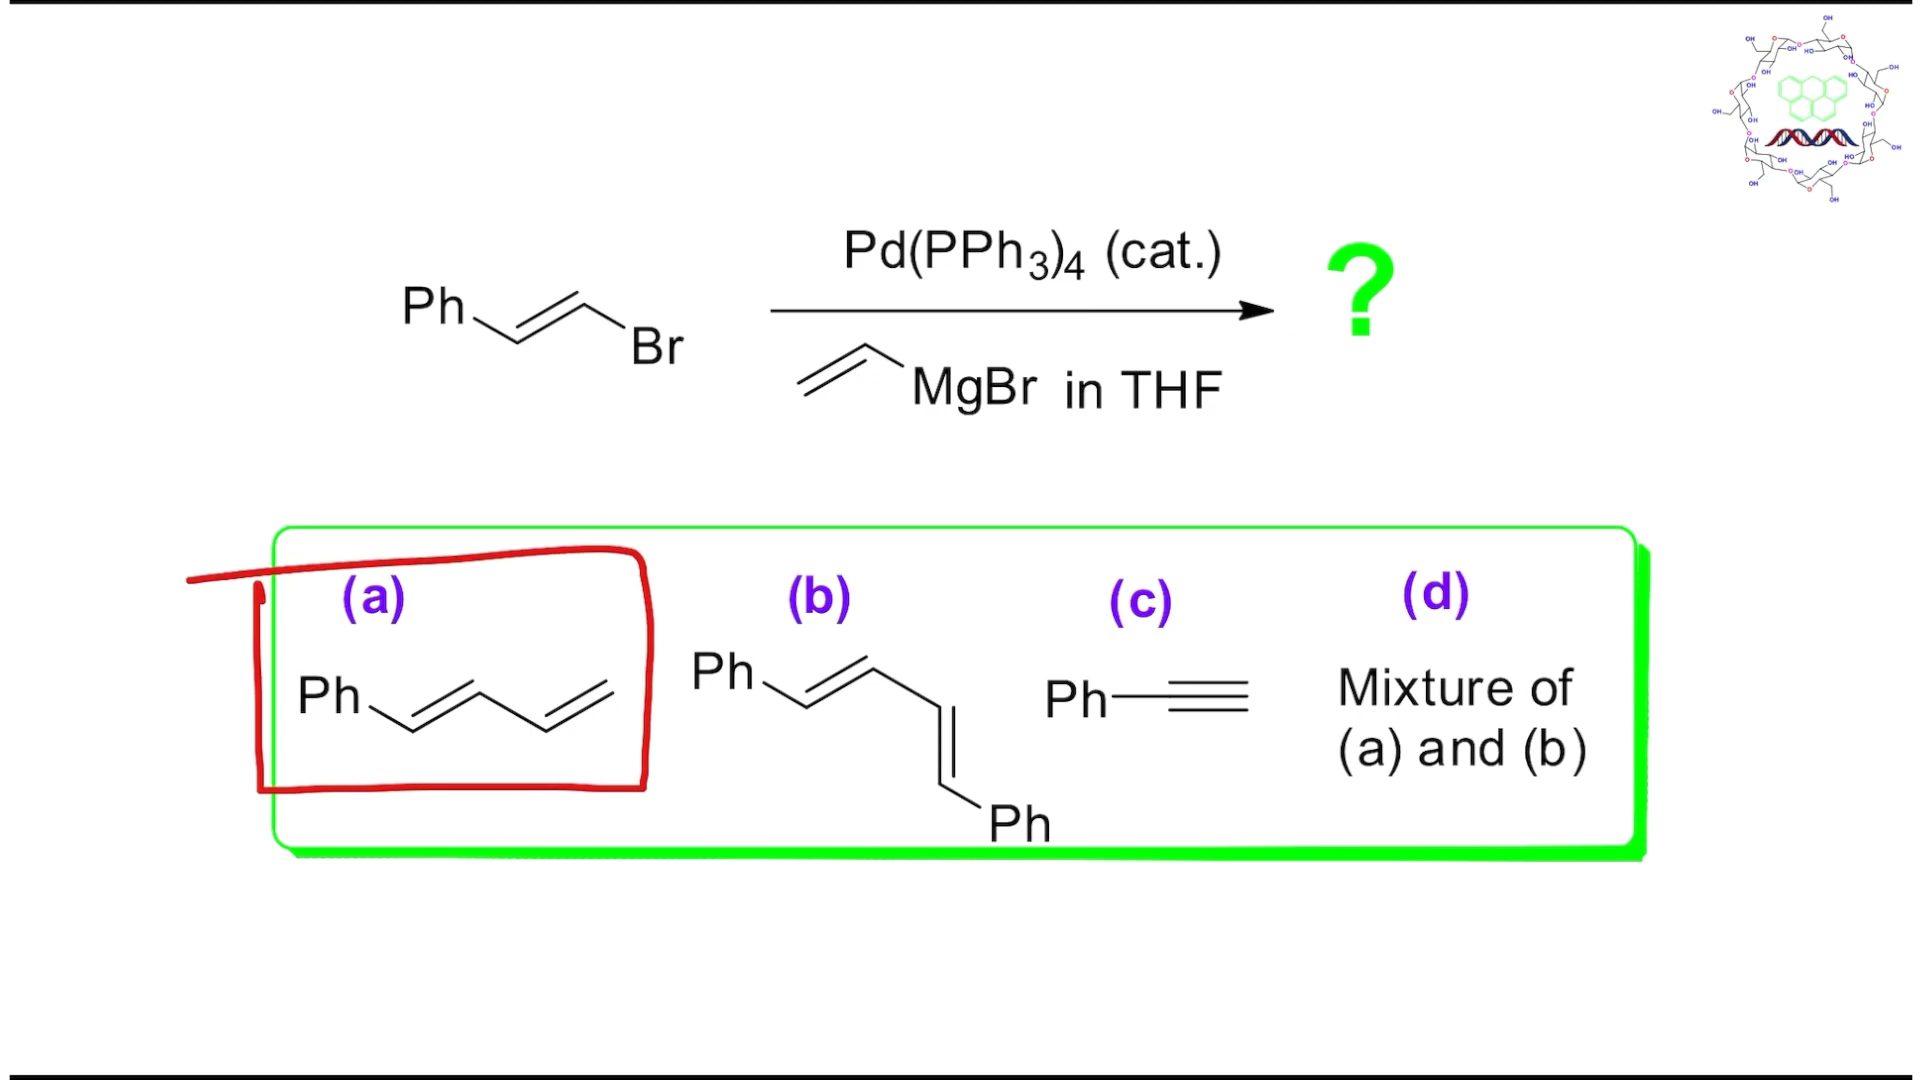 Pd(PPh3)4 (cat.)
Ph
Br
MgBr in THF
?
(a) (b) (c) (d)
Ph Ph Ph Mixture of
(a) and (b)
Ph